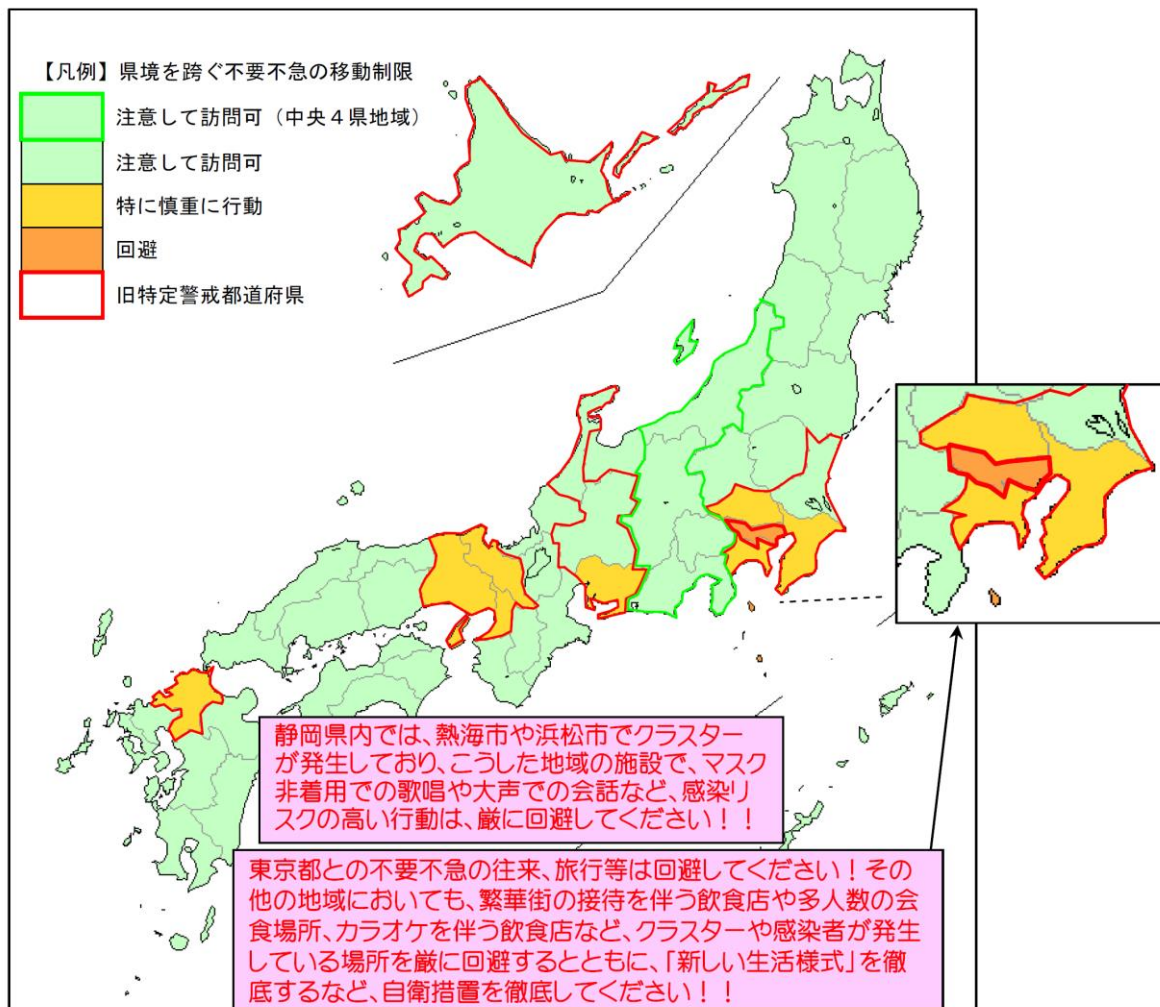 【凡例】県境を跨ぐ不要不急の移動制限
注意して訪問可（中央４県地域）
注意して訪問可
特に慎重に行動
回避
旧特定警戒都道府県
静岡県内では、熱海市や浜松市でクラスター
が発生しており、こうした地域の施設で、マスク
非着用での歌唱や大声での会話など、感染リ
スクの高い行動は、厳に回避してください！！
東京都との不要不急の往来、旅行等は回避してください！その
他の地域においても、繁華街の接待を伴う飲食店や多人数の会
食場所、カラオケを伴う飲食店など、クラスターや感染者が発生
している場所を厳に回避するとともに、「新しい生活様式」を徹
底するなど、自衛措置を徹底してください！！